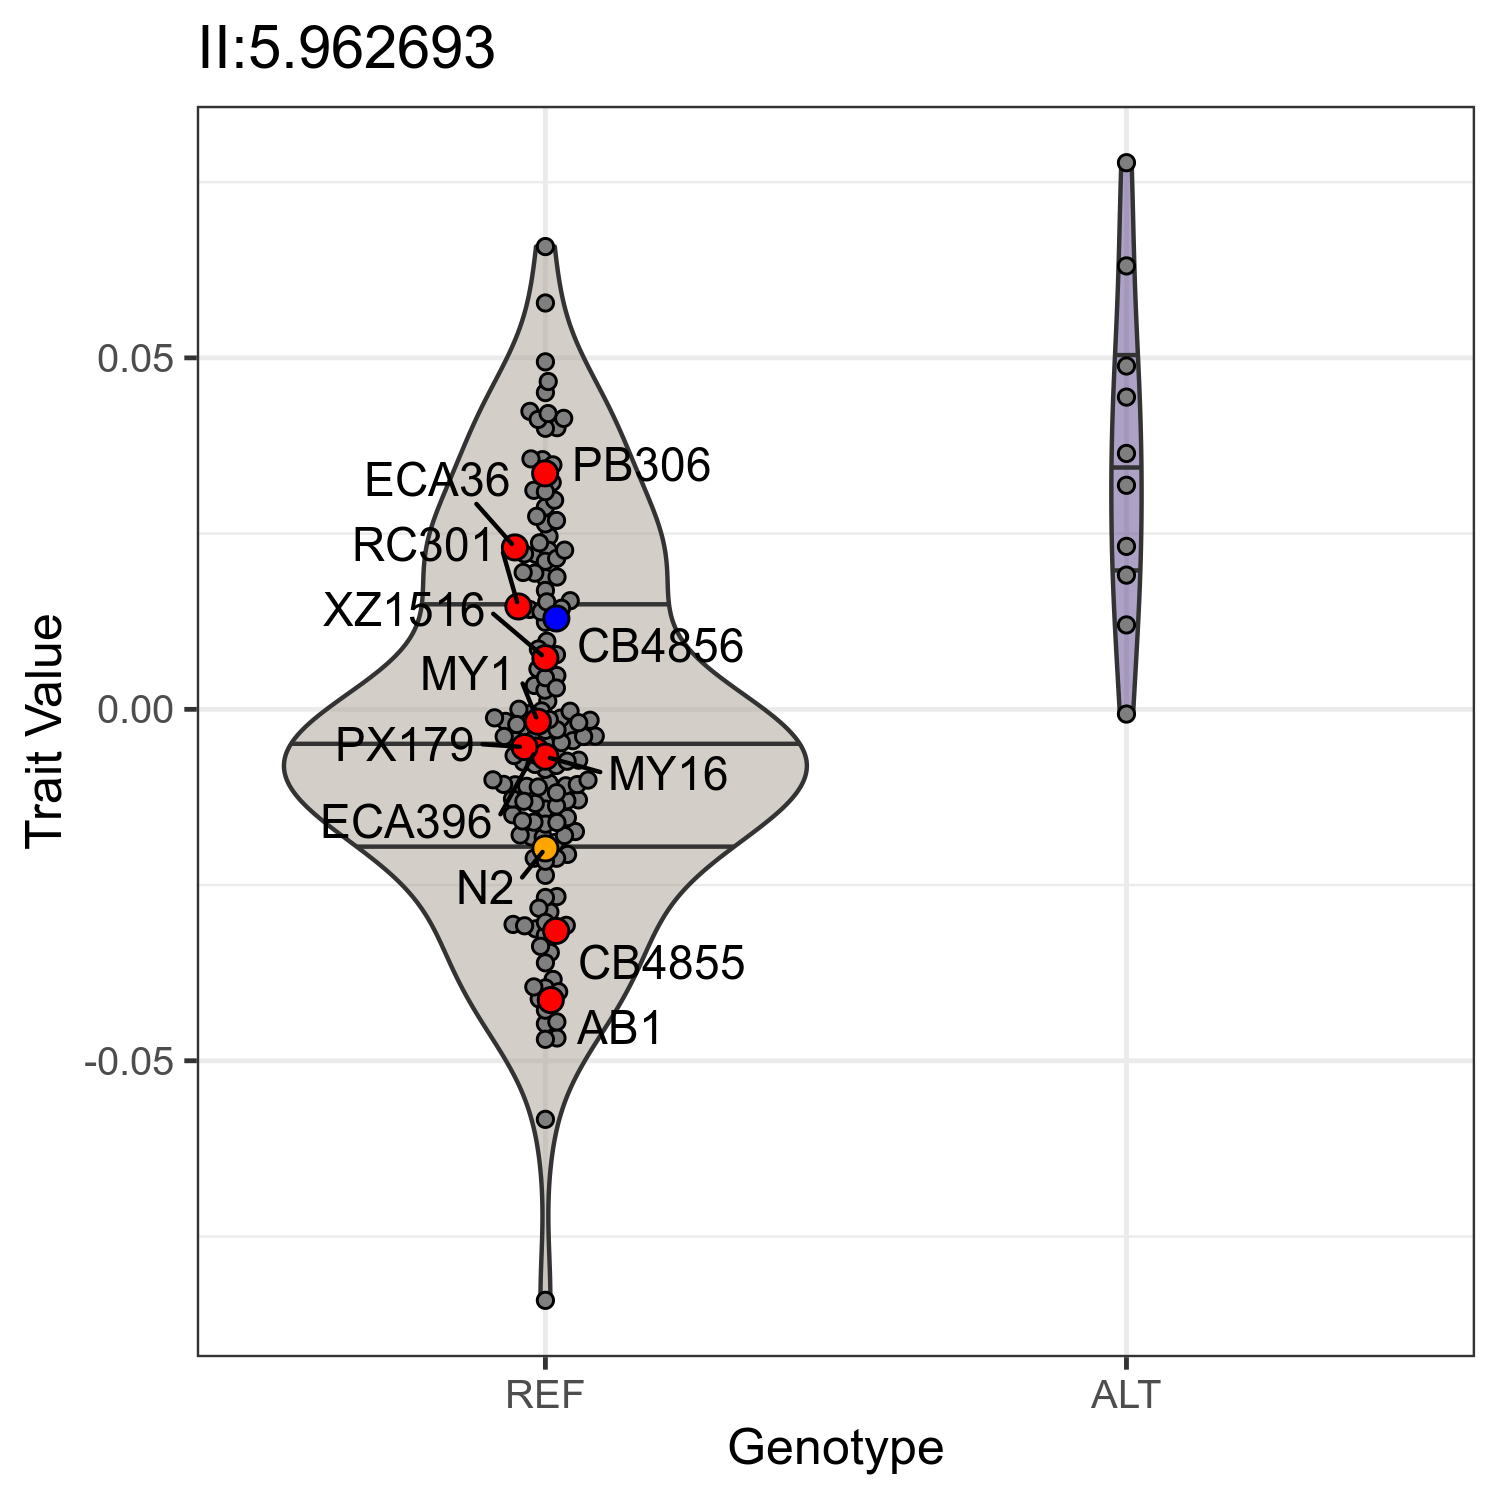 II:5.962693
Trait Value
0.05
0.00
-0.05
PB306
ECA36
RC301
XZ1516
CB4856
MY1
PX179
MY16
ECA396
N2
CB4855
AB1
REF
ALT
Genotype